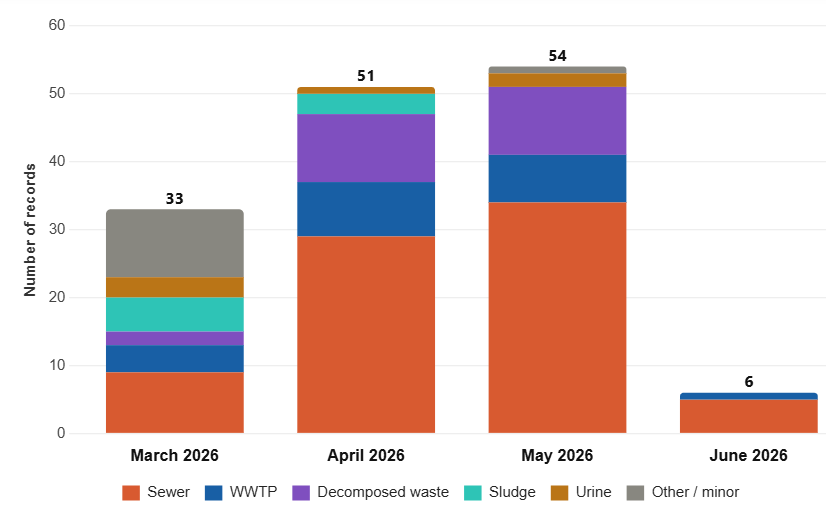 60
50
40
30
20
10
0
Number of records
33
51
54
6
March 2026
April 2026
May 2026
June 2026
Sewer
WWTP
Decomposed waste
Sludge
Urine
Other / minor